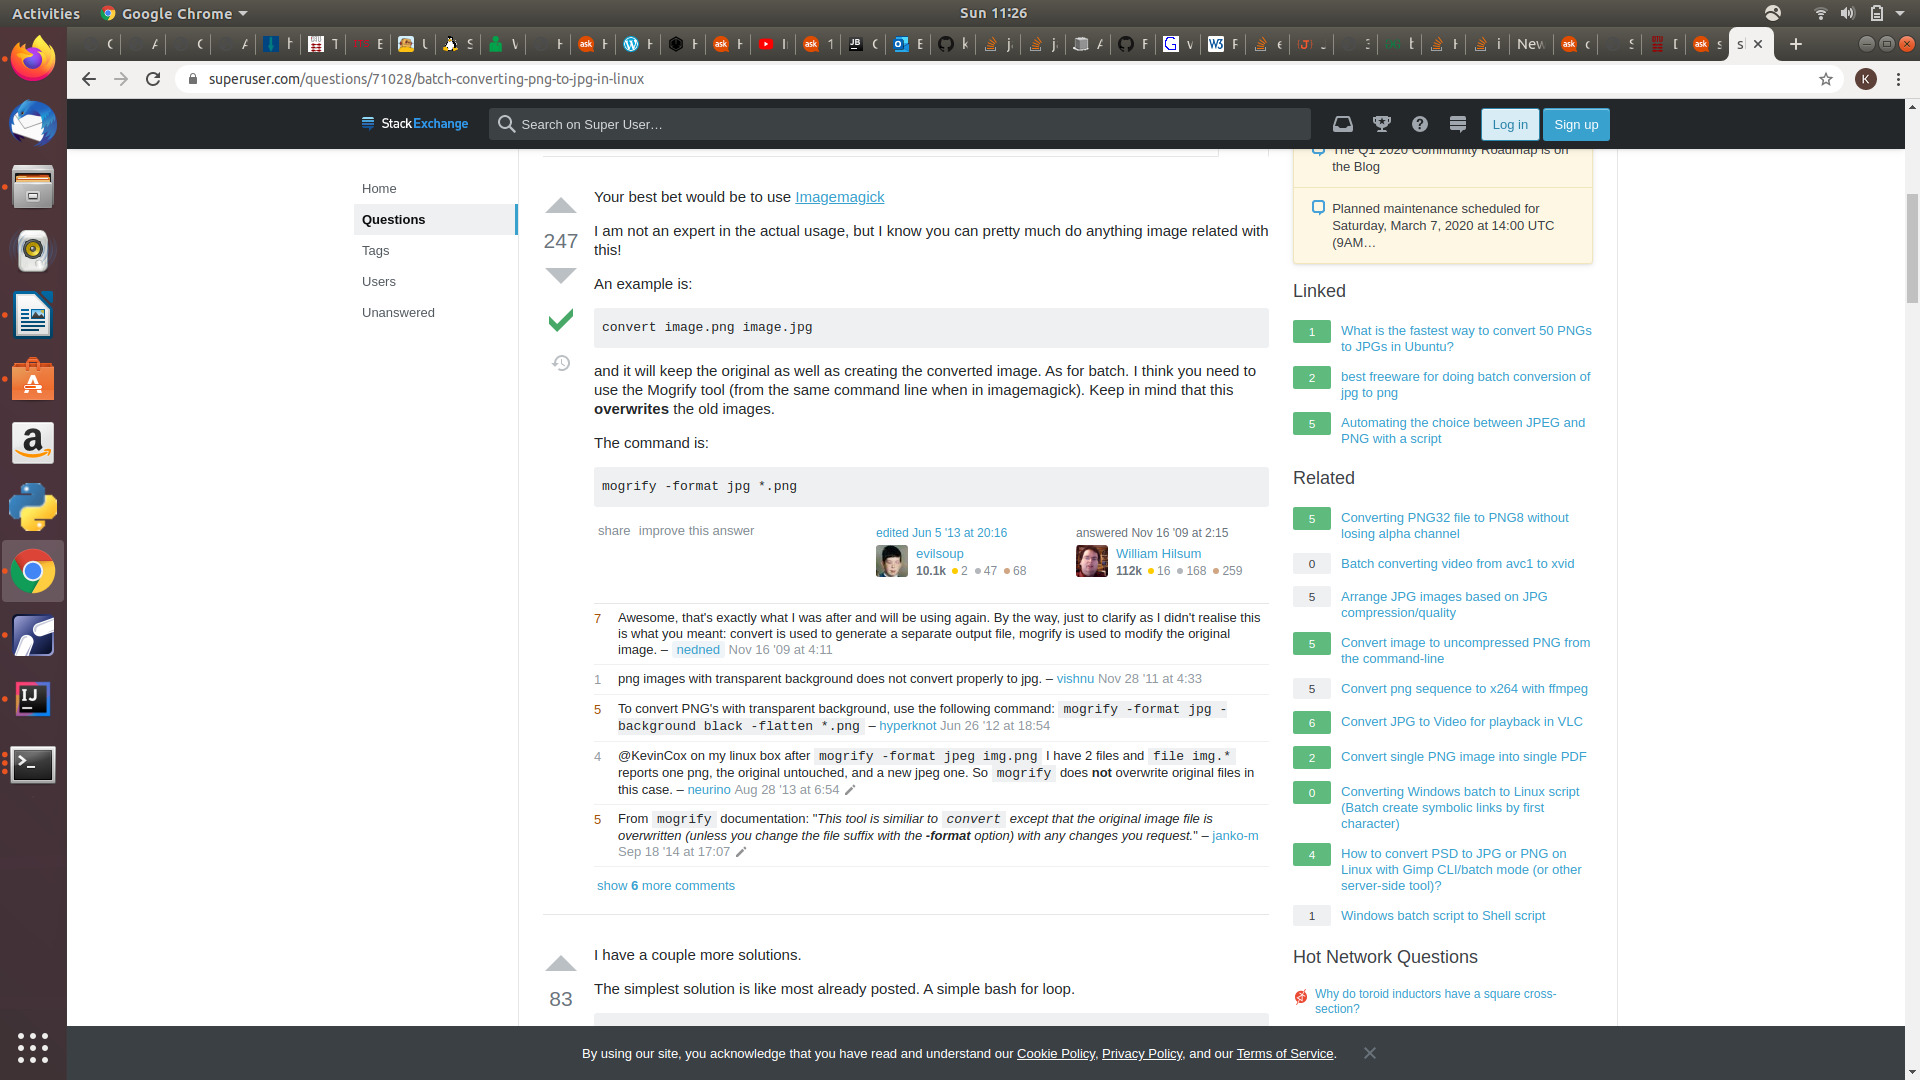 Activities
Google Chrome
Sun 11:26
New
superuser.com/questions/71028/batch-converting-png-to-jpg-in-linux
K
StackExchange
Search on Super User…
Log in
Sign up
Home
Questions
Tags
Users
Unanswered
Your best bet would be to use Imagemagick
247
I am not an expert in the actual usage, but I know you can pretty much do anything image related with
this!
An example is:
convert image.png image.jpg
and it will keep the original as well as creating the converted image. As for batch. I think you need to
use the Mogrify tool (from the same command line when in imagemagick). Keep in mind that this
overwrites the old images.
The command is:
mogrify -format jpg *.png
share improve this answer
edited Jun 5 '13 at 20:16
evilsoup
10.1k 2 47 68
answered Nov 16 '09 at 2:15
William Hilsum
112k 16 168 259
7 Awesome, that's exactly what I was after and will be using again. By the way, just to clarify as I didn't realise this
is what you meant: convert is used to generate a separate output file, mogrify is used to modify the original
image. – nedned Nov 16 '09 at 4:11
1 png images with transparent background does not convert properly to jpg. – vishnu Nov 28 '11 at 4:33
5 To convert PNG's with transparent background, use the following command: mogrify -format jpg -
background black -flatten *.png – hyperknot Jun 26 '12 at 18:54
4 @KevinCox on my linux box after mogrify -format jpeg img.png I have 2 files and file img.*
reports one png, the original untouched, and a new jpeg one. So mogrify does not overwrite original files in
this case. – neurino Aug 28 '13 at 6:54
5 From mogrify documentation: "This tool is similiar to convert except that the original image file is
overwritten (unless you change the file suffix with the -format option) with any changes you request." – janko-m
Sep 18 '14 at 17:07
show 6 more comments
I have a couple more solutions.
83
The simplest solution is like most already posted. A simple bash for loop.
The Q1 2020 Community Roadmap is on
the Blog
Planned maintenance scheduled for
Saturday, March 7, 2020 at 14:00 UTC
(9AM…
Linked
1 What is the fastest way to convert 50 PNGs
to JPGs in Ubuntu?
2 best freeware for doing batch conversion of
jpg to png
5 Automating the choice between JPEG and
PNG with a script
Related
5 Converting PNG32 file to PNG8 without
losing alpha channel
0 Batch converting video from avc1 to xvid
5 Arrange JPG images based on JPG
compression/quality
5 Convert image to uncompressed PNG from
the command-line
5 Convert png sequence to x264 with ffmpeg
6 Convert JPG to Video for playback in VLC
2 Convert single PNG image into single PDF
0 Converting Windows batch to Linux script
(Batch create symbolic links by first
character)
4 How to convert PSD to JPG or PNG on
Linux with Gimp CLI/batch mode (or other
server-side tool)?
1 Windows batch script to Shell script
Hot Network Questions
Why do toroid inductors have a square cross-
section?
By using our site, you acknowledge that you have read and understand our Cookie Policy, Privacy Policy, and our Terms of Service.